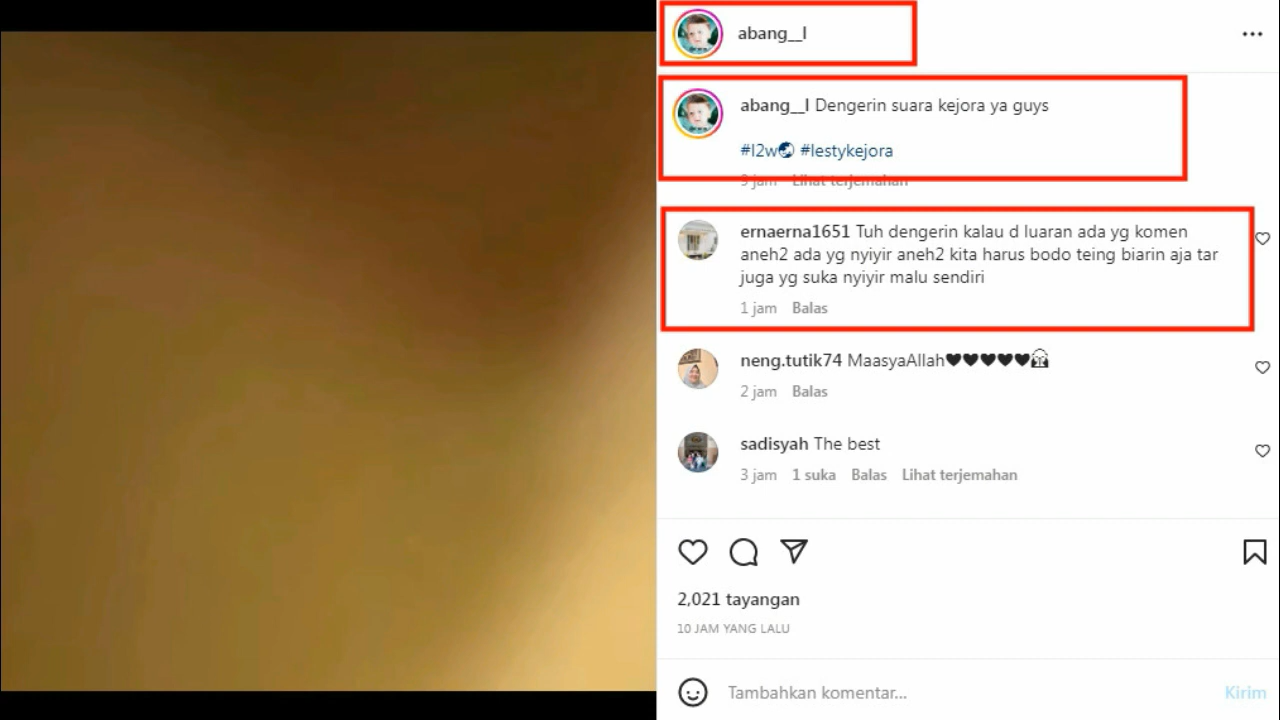 abang__l
abang__l Dengerin suara kejora ya guys
#l2w🌏 #lestykejora
Lihat terjemahan
ernaerna1651 Tuh dengerin kalau d luaran ada yg komen
aneh2 ada yg nyiyir aneh2 kita harus bodo teing biarin aja tar
juga yg suka nyiyir malu sendiri
1 jam Balas
neng.tutik74 MaasyaAllah🖤🖤🖤🖤🖤
2 jam Balas
sadisyah The best
3 jam 1 suka Balas Lihat terjemahan
2,021 tayangan
10 JAM YANG LALU
Tambahkan komentar...
Kirim